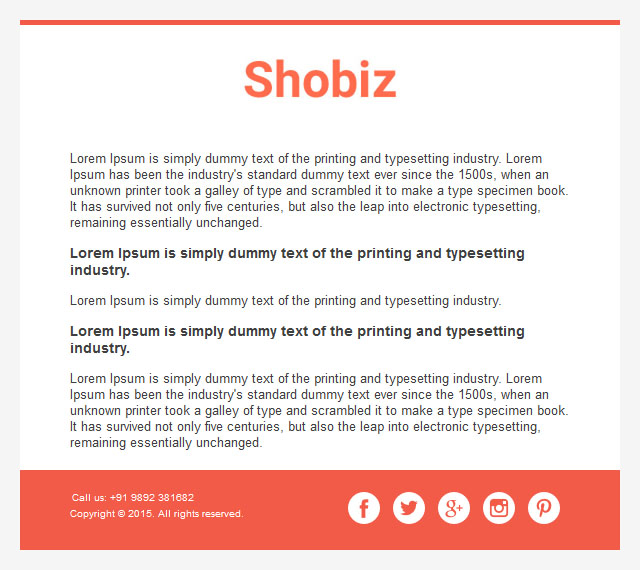 Shobiz
Lorem Ipsum is simply dummy text of the printing and typesetting industry. Lorem
Ipsum has been the industry's standard dummy text ever since the 1500s, when an
unknown printer took a galley of type and scrambled it to make a type specimen book.
It has survived not only five centuries, but also the leap into electronic typesetting,
remaining essentially unchanged.
Lorem Ipsum is simply dummy text of the printing and typesetting
industry.
Lorem Ipsum is simply dummy text of the printing and typesetting industry.
Lorem Ipsum is simply dummy text of the printing and typesetting
industry.
Lorem Ipsum is simply dummy text of the printing and typesetting industry. Lorem
Ipsum has been the industry's standard dummy text ever since the 1500s, when an
unknown printer took a galley of type and scrambled it to make a type specimen book.
It has survived not only five centuries, but also the leap into electronic typesetting,
remaining essentially unchanged.
Call us: +91 9892 381682
Copyright © 2015. All rights reserved.